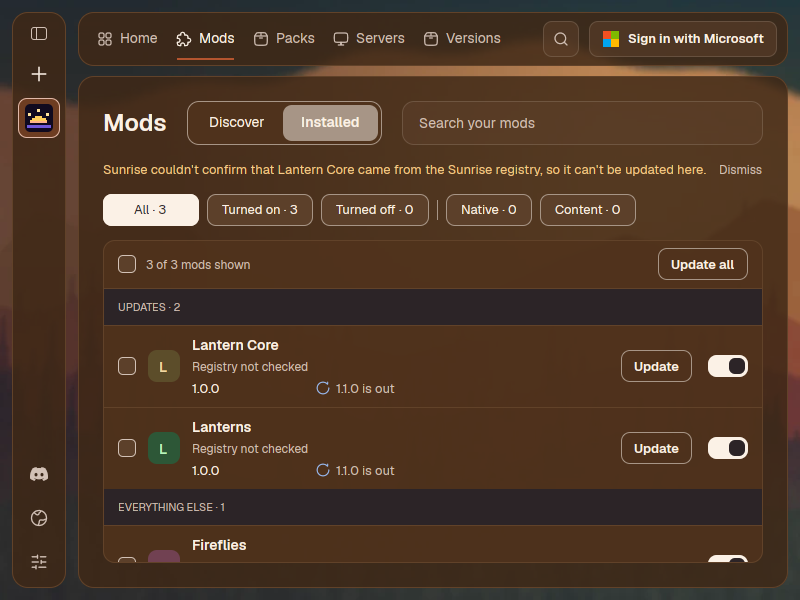 Home
Mods
Packs
Servers
Versions
Sign in with Microsoft
Mods
Discover
Installed
Search your mods
Sunrise couldn't confirm that Lantern Core came from the Sunrise registry, so it can't be updated here.
Dismiss
All · 3
Turned on · 3
Turned off · 0
Native · 0
Content · 0
3 of 3 mods shown
Update all
UPDATES · 2
L
Lantern Core
Registry not checked
1.0.0
1.1.0 is out
Update
L
Lanterns
Registry not checked
1.0.0
1.1.0 is out
Update
EVERYTHING ELSE · 1
Fireflies